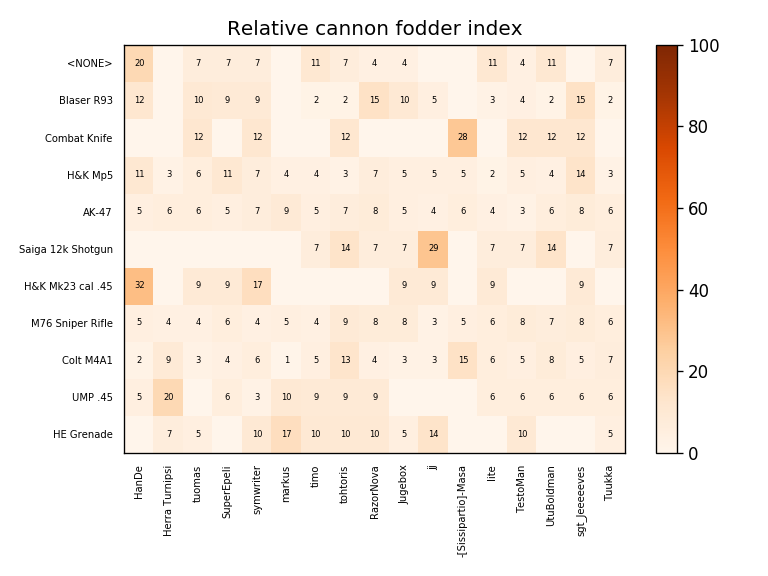 Relative cannon fodder index
<NONE> 20 7 7 7 11 7 4 4 11 4 11 7
Blaser R93 12 10 9 9 2 2 15 10 5 3 4 2 15 2
Combat Knife 12 12 12 28 12 12 12
H&K Mp5 11 3 6 11 7 4 4 3 7 5 5 5 2 5 4 14 3
AK-47 5 6 6 5 7 9 5 7 8 5 4 6 4 3 6 8 6
Saiga 12k Shotgun 7 14 7 7 29 7 7 14 7
H&K Mk23 cal .45 32 9 9 17 9 9 9 9
M76 Sniper Rifle 5 4 4 6 4 5 4 9 8 8 3 5 6 8 7 8 6
Colt M4A1 2 9 3 4 6 1 5 13 4 3 3 15 6 5 8 5 7
UMP .45 5 20 6 3 10 9 9 9 6 6 6 6 6
HE Grenade 7 5 10 17 10 10 10 5 14 10 5
HanDe
Herra Turnipsi
tuomas
SuperEpeli
symwriter
markus
timo
tohtoris
RazorNova
Jugebox
jj
-[Sissipartio]-Masa
lite
TestoMan
UtuBoldman
sgt_Jeeeeeves
Tuukka
100
80
60
40
20
0